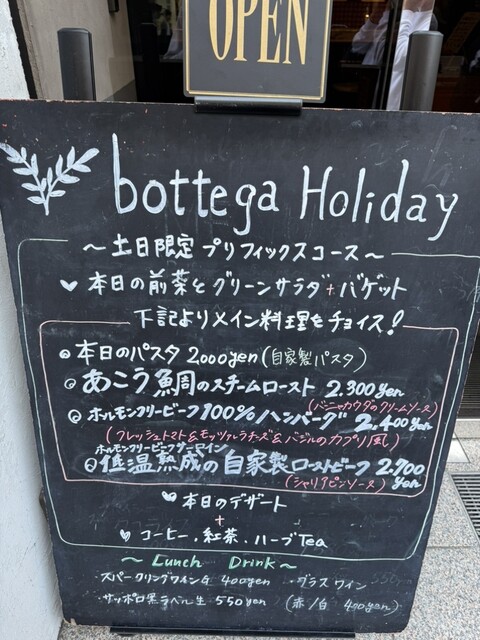 OPEN
bottega Holiday
～土日限定 プリフィックスコース～
♥ 本日の前菜とグリーンサラダ+バゲット
下記よりメイン料理をチョイス!
本日のパスタ 2000yen (自家製パスタ)
あこう鯛のスチームロースト 2,300yen
(バーニャカウダのクリームソース)
ホルモンフリービーフ100%ハンバーグ 2,400yen
(フレッシュトマト&モッツァレラチーズ&バジルのカプリ風)
ホルモンフリービーフ
低温熟成の自家製ローストビーフ 2,700yen
(シャリアピンソース)
♥ 本日のデザート
+
♥ コーヒー.紅茶.ハーブTea
～Lunch Drink～
・スパークリングワイン 400yen ・グラスワイン
・サッポロ黒ラベル生 550yen (赤/白 400yen)